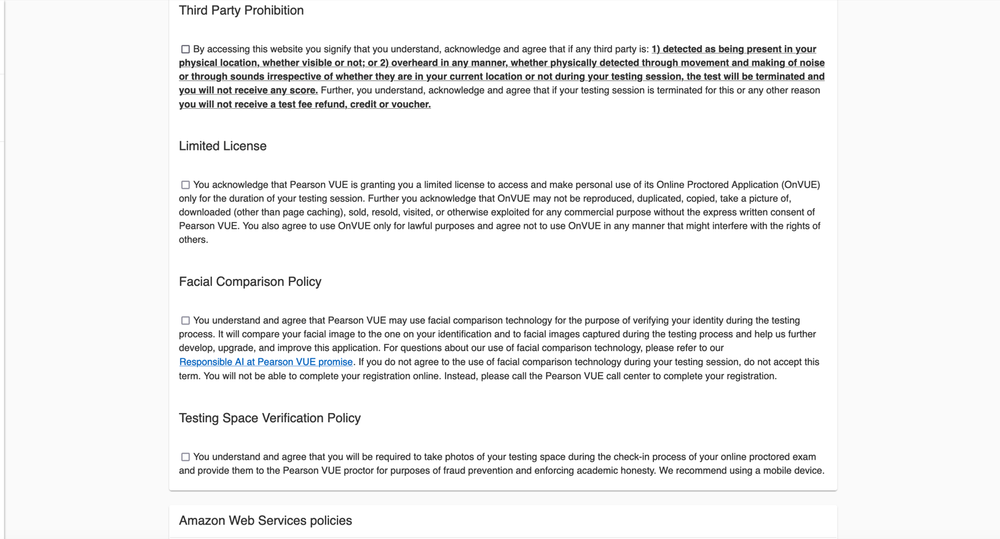 Third Party Prohibition
By accessing this website you signify that you understand, acknowledge and agree that if any third party is: 1) detected as being present in your
physical location, whether visible or not; or 2) overheard in any manner, whether physically detected through movement and making of noise
or through sounds irrespective of whether they are in your current location or not during your testing session, the test will be terminated and
you will not receive any score. Further, you understand, acknowledge and agree that if your testing session is terminated for this or any other reason
you will not receive a test fee refund, credit or voucher.
Limited License
You acknowledge that Pearson VUE is granting you a limited license to access and make personal use of its Online Proctored Application (OnVUE)
only for the duration of your testing session. Further you acknowledge that OnVUE may not be reproduced, duplicated, copied, take a picture of,
downloaded (other than page caching), sold, resold, visited, or otherwise exploited for any commercial purpose without the express written consent of
Pearson VUE. You also agree to use OnVUE only for lawful purposes and agree not to use OnVUE in any manner that might interfere with the rights of
others.
Facial Comparison Policy
You understand and agree that Pearson VUE may use facial comparison technology for the purpose of verifying your identity during the testing
process. It will compare your facial image to the one on your identification and to facial images captured during the testing process and help us further
develop, upgrade, and improve this application. For questions about our use of facial comparison technology, please refer to our
Responsible AI at Pearson VUE promise. If you do not agree to the use of facial comparison technology during your testing session, do not accept this
term. You will not be able to complete your registration online. Instead, please call the Pearson VUE call center to complete your registration.
Testing Space Verification Policy
You understand and agree that you will be required to take photos of your testing space during the check-in process of your online proctored exam
and provide them to the Pearson VUE proctor for purposes of fraud prevention and enforcing academic honesty. We recommend using a mobile device.
Amazon Web Services policies